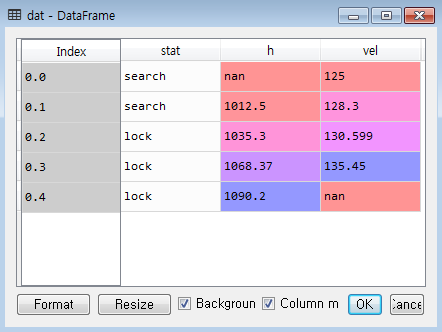 dat - DataFrame
Index stat h vel
0.0 search nan 125
0.1 search 1012.5 128.3
0.2 lock 1035.3 130.599
0.3 lock 1068.37 135.45
0.4 lock 1090.2 nan
Format Resize Backgroun Column m OK Cance